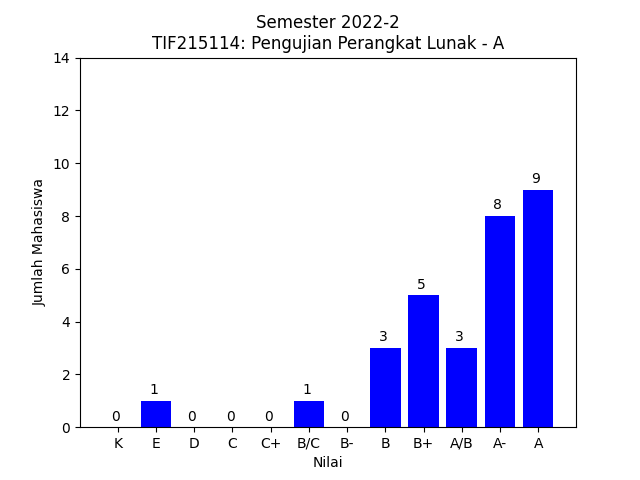 Semester 2022-2
TIF215114: Pengujian Perangkat Lunak - A
14
12
10
8
6
4
2
0
Jumlah Mahasiswa
0 1 0 0 0 1 0 3 5 3 8 9
K E D C C+ B/C B- B B+ A/B A- A
Nilai